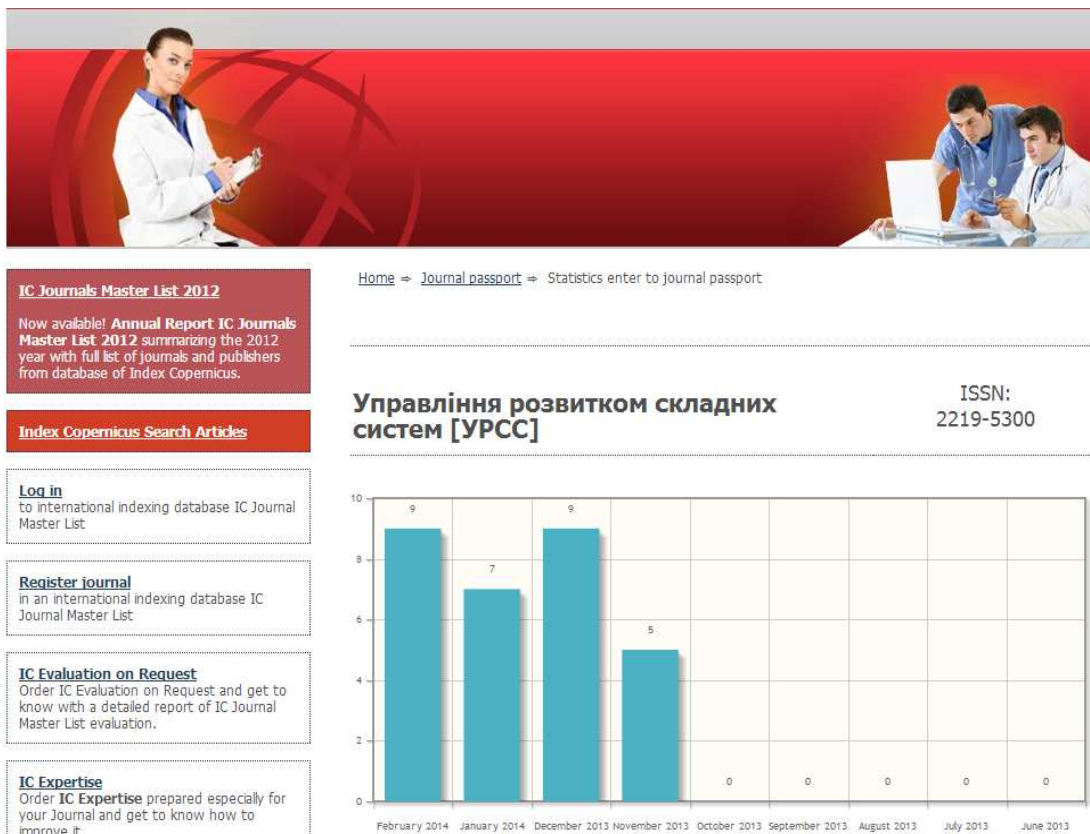 IC Journals Master List 2012
Now available! Annual Report IC Journals
Master List 2012 summarizing the 2012
year with full list of journals and publishers
from database of Index Copernicus.
Index Copernicus Search Articles
Log in
to international indexing database IC Journal
Master List
Register journal
in an international indexing database IC
Journal Master List
IC Evaluation on Request
Order IC Evaluation on Request and get to
know with a detailed report of IC Journal
Master List evaluation.
IC Expertise
Order IC Expertise prepared especially for
your Journal and get to know how to
improve it
Home ⇒ Journal passport ⇒ Statistics enter to journal passport
Управління розвитком складних
систем [УРСС]
ISSN:
2219-5300
10
8
6
4
2
0
9
7
9
5
0
0
0
0
0
February 2014 January 2014 December 2013 November 2013 October 2013 September 2013 August 2013 July 2013 June 2013